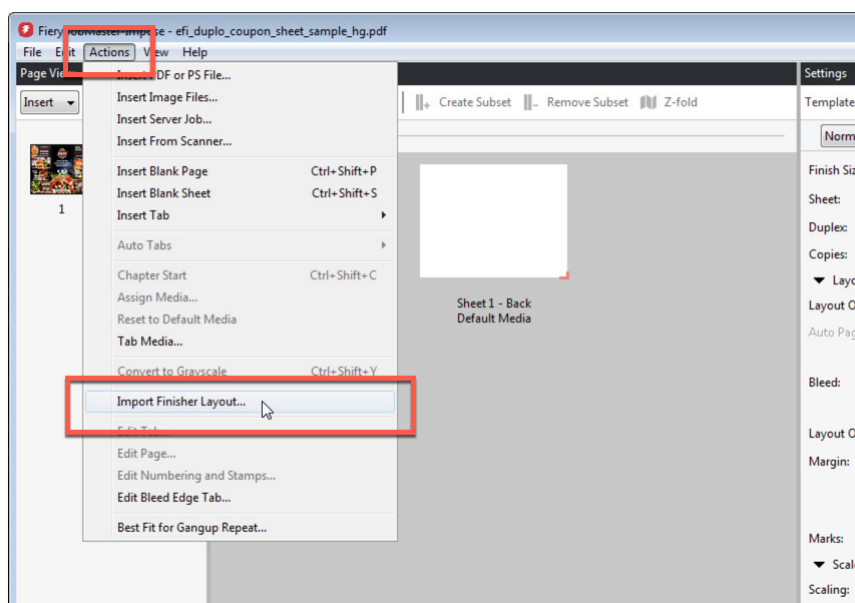 Fiery JobMaster-Impose - efi_duplo_coupon_sheet_sample_hg.pdf
File Edit Actions View Help
Page View
Settings
Insert
Create Subset
Remove Subset
Z-fold
Template
Norm
Insert PDF or PS File...
Insert Image Files...
Insert Server Job...
Insert From Scanner...
Insert Blank Page Ctrl+Shift+P
Insert Blank Sheet Ctrl+Shift+S
Insert Tab
Auto Tabs
Chapter Start Ctrl+Shift+C
Assign Media...
Reset to Default Media
Tab Media...
Convert to Grayscale Ctrl+Shift+Y
Import Finisher Layout...
Edit Tab...
Edit Page...
Edit Numbering and Stamps...
Edit Bleed Edge Tab...
Best Fit for Gangup Repeat...
1
Sheet 1 - Back
Default Media
Finish Siz
Sheet:
Duplex:
Copies:
Layo
Layout O
Auto Pag
Bleed:
Layout O
Margin:
Marks:
Scal
Scaling: